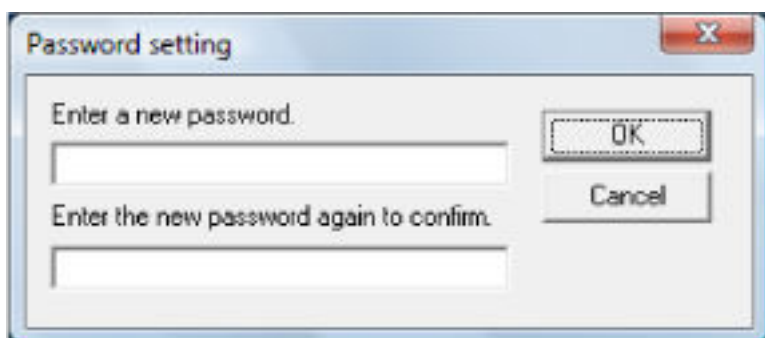 Password setting
Enter a new password.
OK
Enter the new password again to confirm.
Cancel